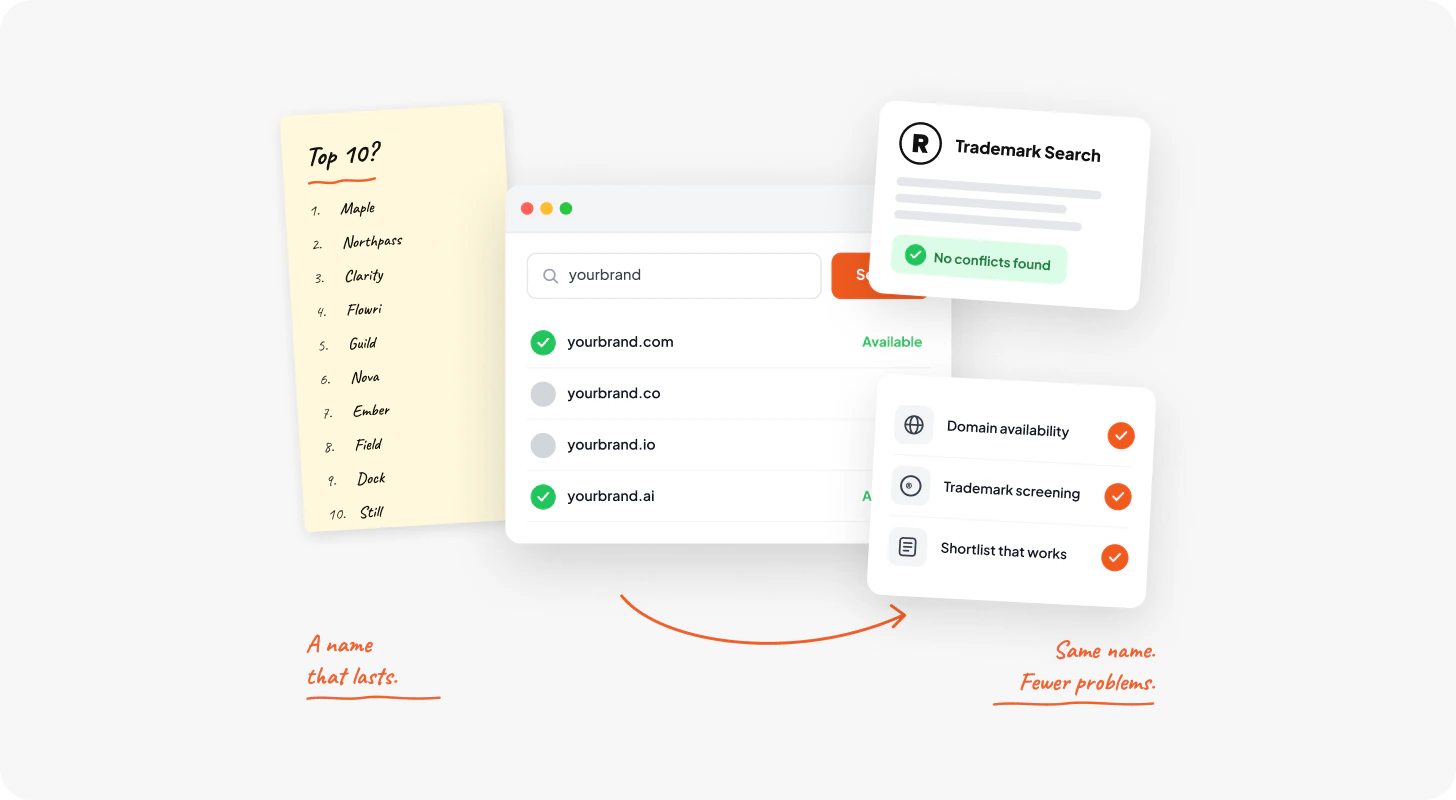 Top 10?
1. Maple
2. Northpass
3. Clarity
4. Flowri
5. Guild
6. Nova
7. Ember
8. Field
9. Dock
10. Still
yourbrand
yourbrand.com Available
yourbrand.co
yourbrand.io
yourbrand.ai
R Trademark Search
No conflicts found
Domain availability
Trademark screening
Shortlist that works
A name
that lasts.
Same name.
Fewer problems.